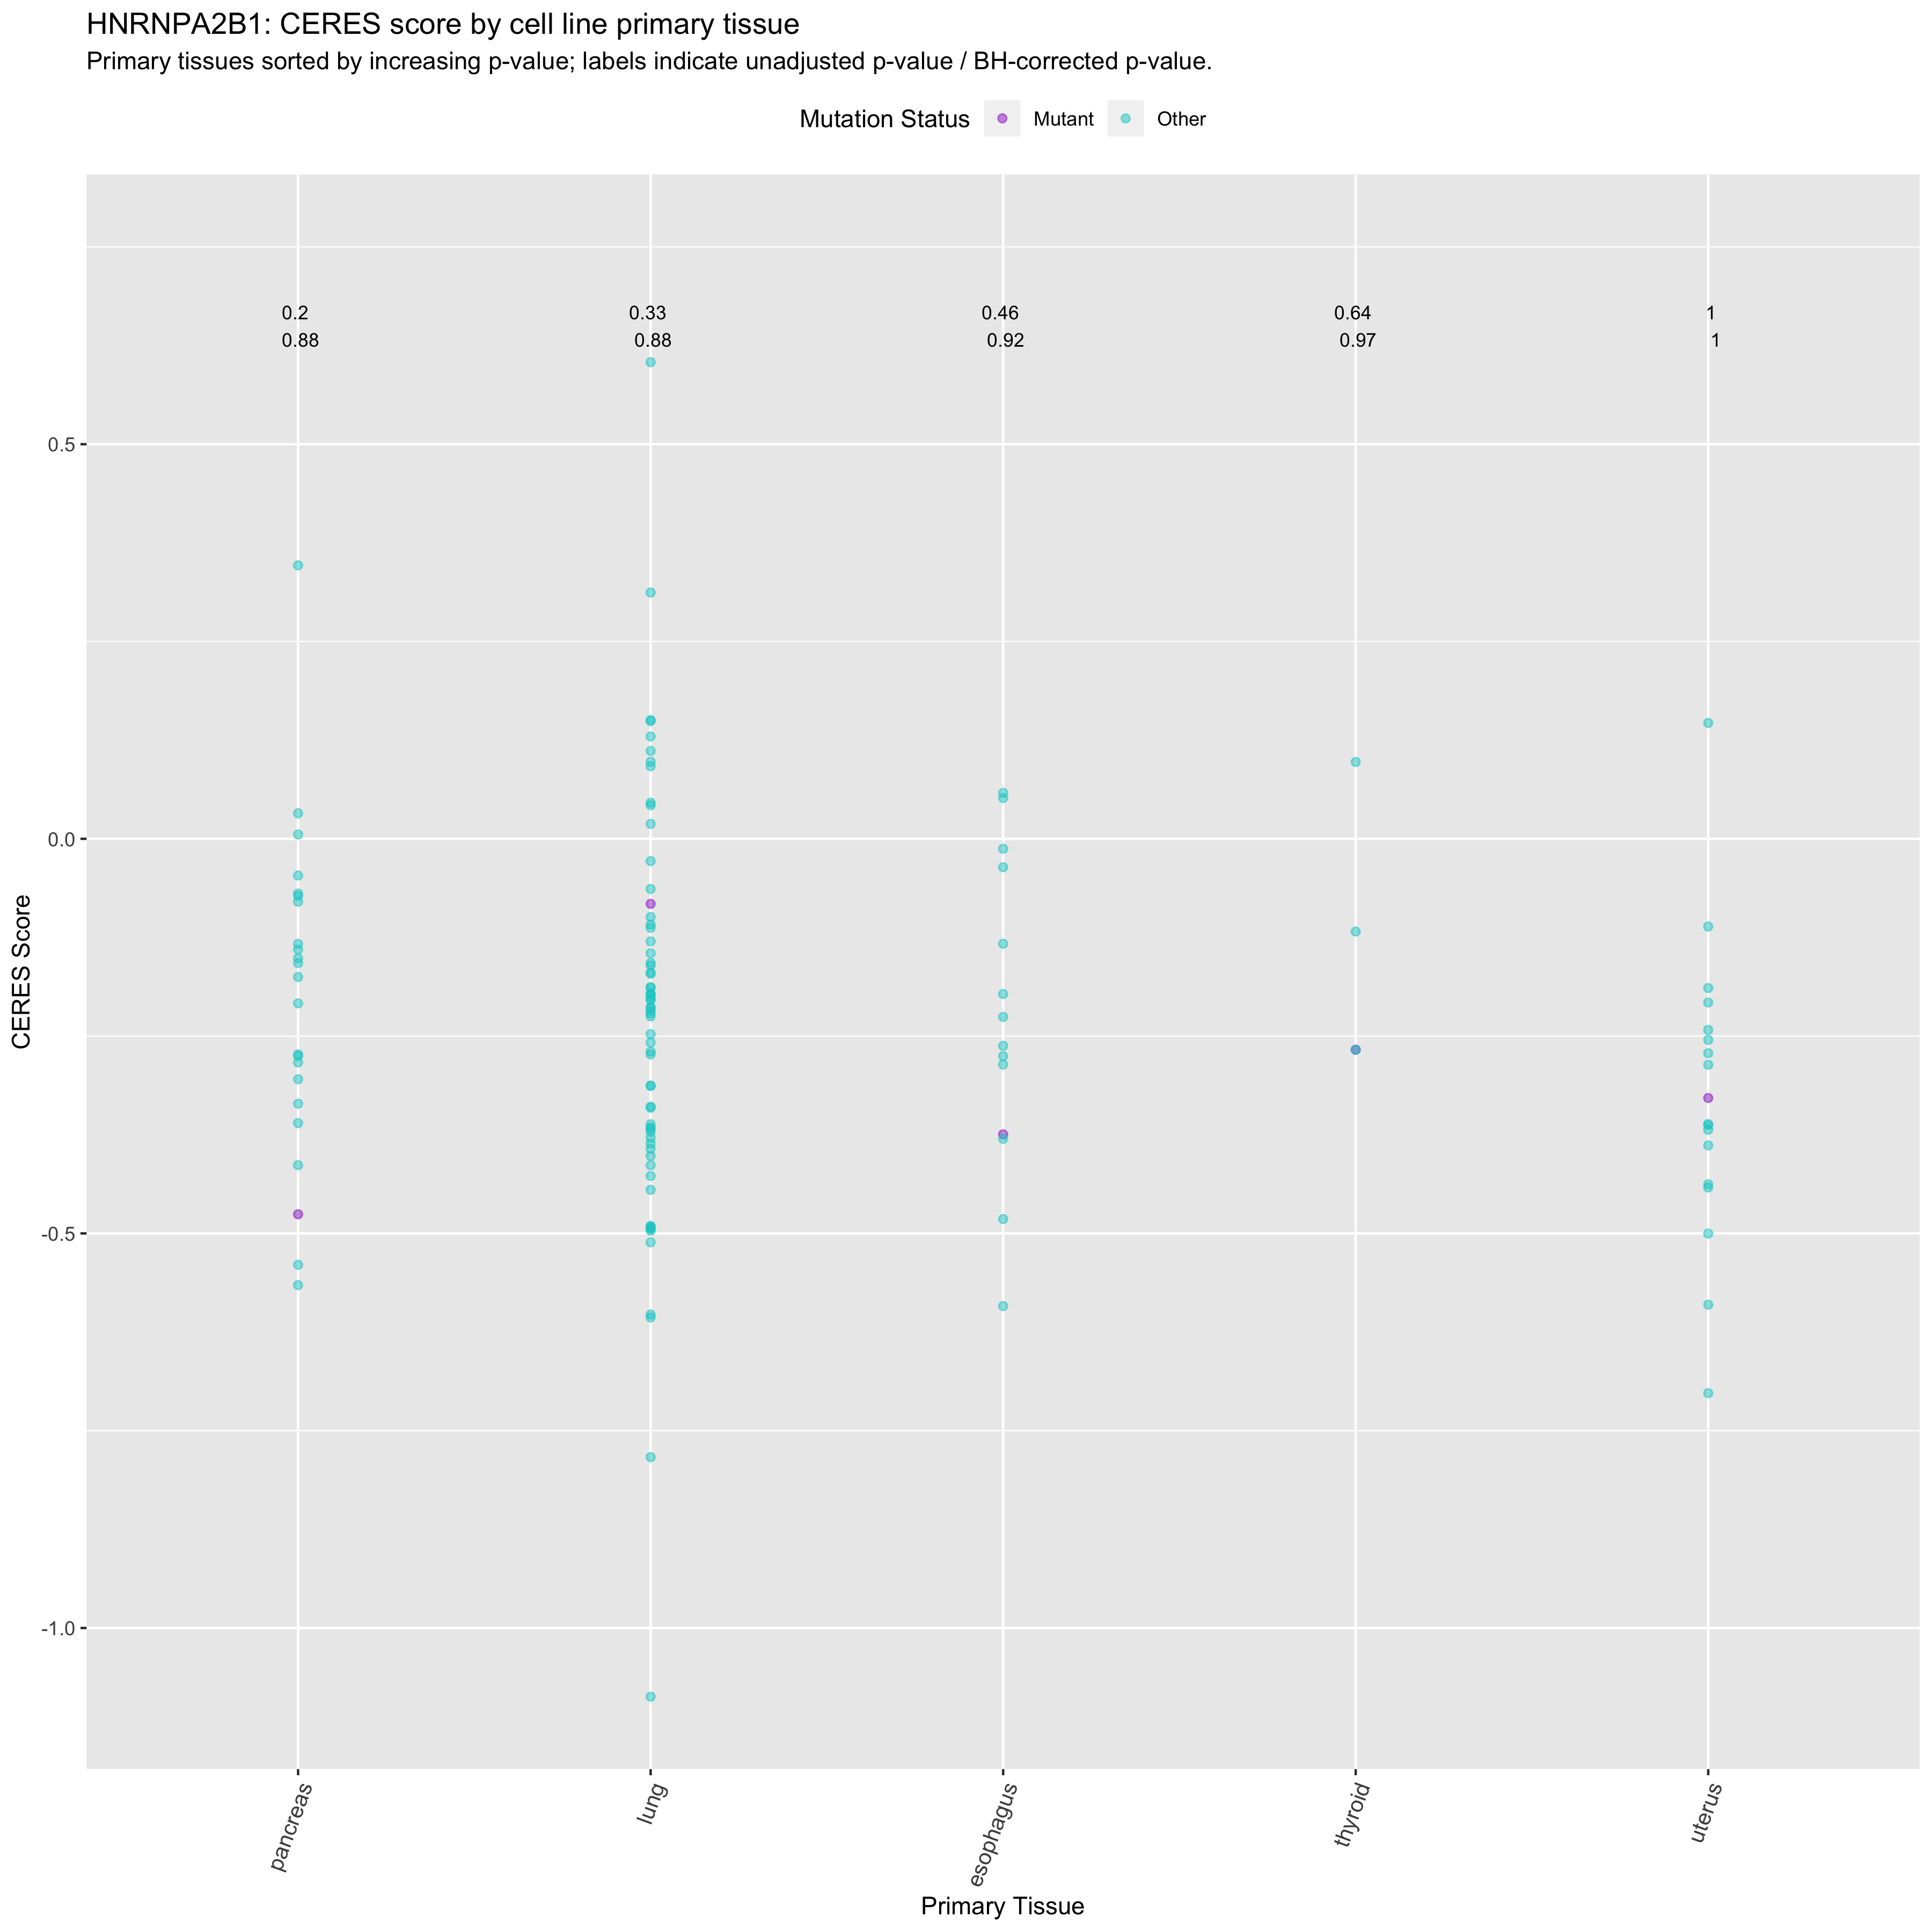 HNRNPA2B1: CERES score by cell line primary tissue
Primary tissues sorted by increasing p-value; labels indicate unadjusted p-value / BH-corrected p-value.
Mutation Status Mutant Other
0.2 0.33 0.46 0.64 1
0.88 0.88 0.92 0.97 1
0.5
0.0
-0.5
-1.0
CERES Score
pancreas lung esophagus thyroid uterus
Primary Tissue